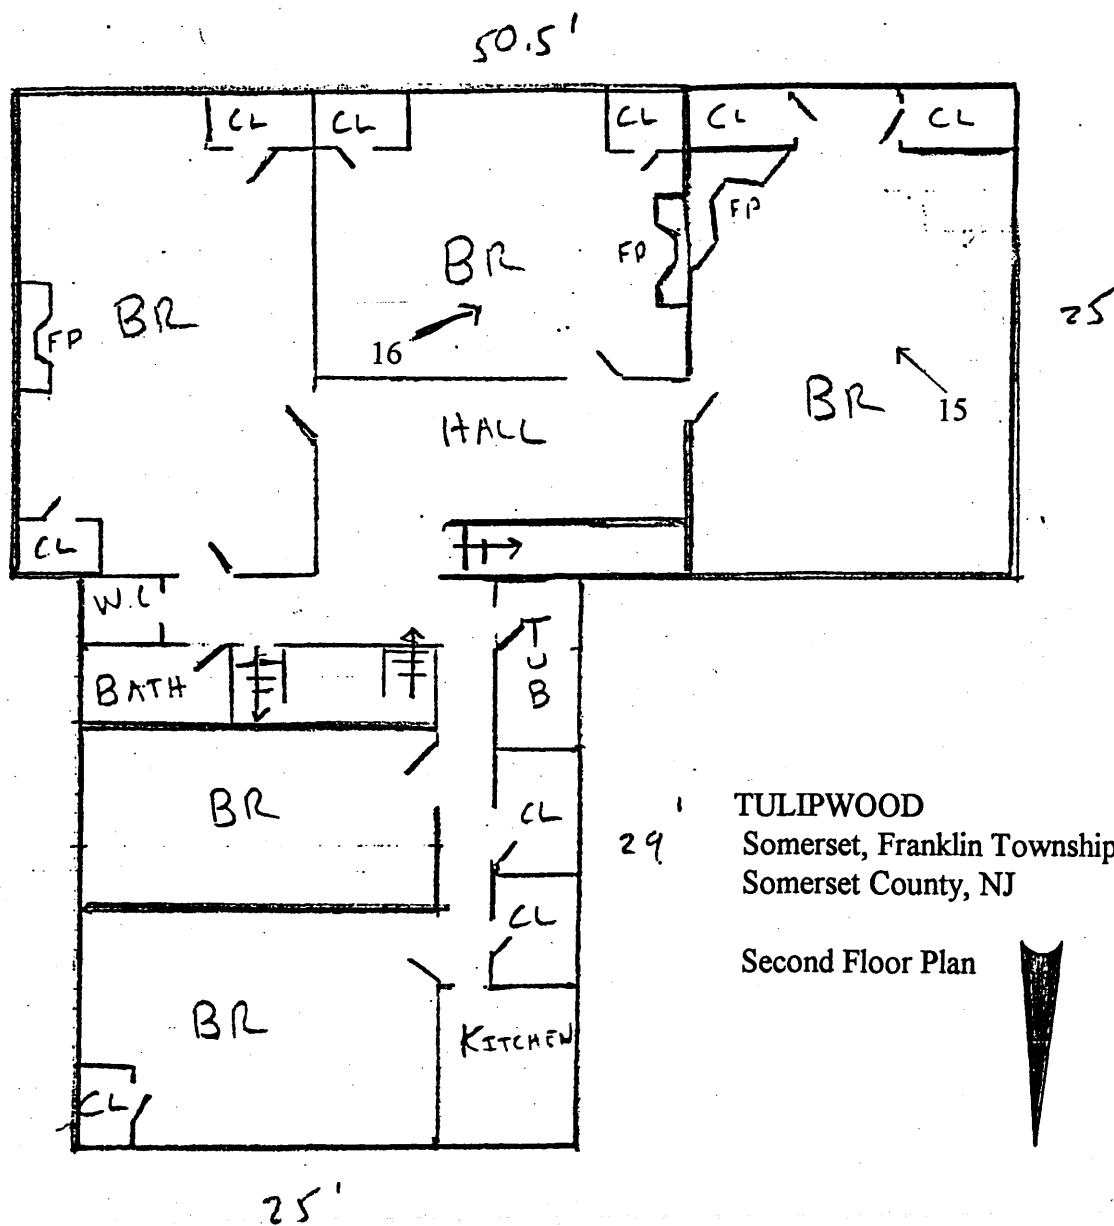 50.5'
CL
CL
CL
CL
CL
FP
FP
BR
BR
25
FP
16
BR
15
HALL
CL
W.C
TUB
BATH
BR
CL
29'
TULIPWOOD
Somerset, Franklin Township
Somerset County, NJ
CL
Second Floor Plan
BR
KITCHEN
CL
25'